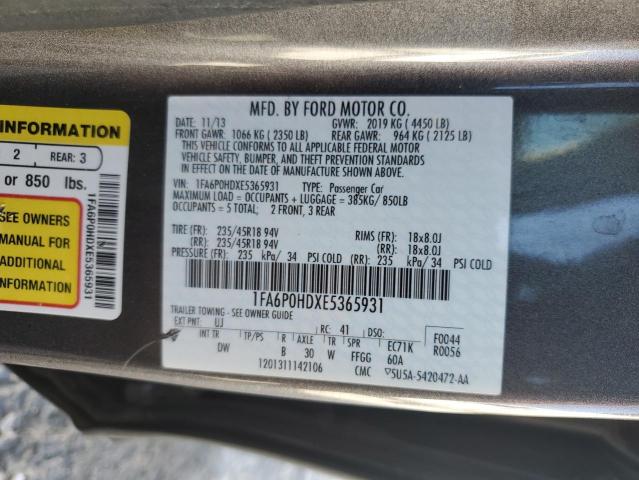 INFORMATION
2 REAR: 3
or 850 lbs.
SEE OWNERS
MANUAL FOR
ADDITIONAL
INFORMATION
1FA6P0HDXE5365931
MFD. BY FORD MOTOR CO.
DATE: 11/13 GVWR: 2019 KG ( 4450 LB)
FRONT GAWR: 1066 KG ( 2350 LB) REAR GAWR: 964 KG ( 2125 LB)
THIS VEHICLE CONFORMS TO ALL APPLICABLE FEDERAL MOTOR
VEHICLE SAFETY, BUMPER, AND THEFT PREVENTION STANDARDS
IN EFFECT ON THE DATE OF MANUFACTURE SHOWN ABOVE.
VIN: 1FA6P0HDXE5365931 TYPE: Passenger Car
MAXIMUM LOAD = OCCUPANTS + LUGGAGE = 385KG/850LB
OCCUPANTS = 5 TOTAL; 2 FRONT, 3 REAR
TIRE (FR): 235/45R18 94V RIMS (FR): 18x8.0J
(RR): 235/45R18 94V (RR): 18x8.0J
PRESSURE (FR): 235 kPa/ 34 PSI COLD (RR): 235 kPa/ 34 PSI COLD
1FA6P0HDXE5365931
TRAILER TOWING - SEE OWNER GUIDE
EXT PNT: UJ RC: 41 DSO: F0044
INT TR TP/PS R AXLE TR SPR EC71K R0056
DW B 30 W FFGG 60A
1201311142106 CMC 5U5A-5420472-AA